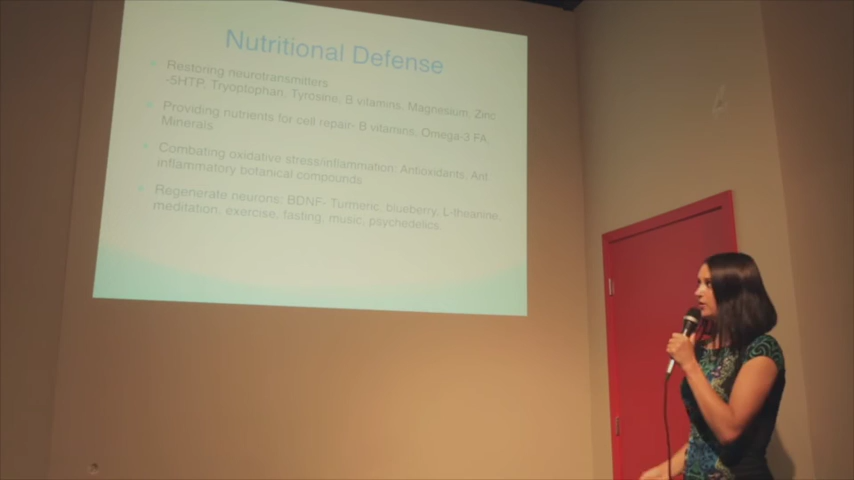 Nutritional Defense
Restoring neurotransmitters
-5HTP, Tryoptophan, Tyrosine, B vitamins, Magnesium, Zinc
Providing nutrients for cell repair- B vitamins, Omega-3 FA,
Minerals
Combating oxidative stress/inflammation: Antioxidants, Ant
inflammatory botanical compounds
Regenerate neurons: BDNF- Turmeric, blueberry, L-theanine,
meditation, exercise, fasting, music, psychedelics.